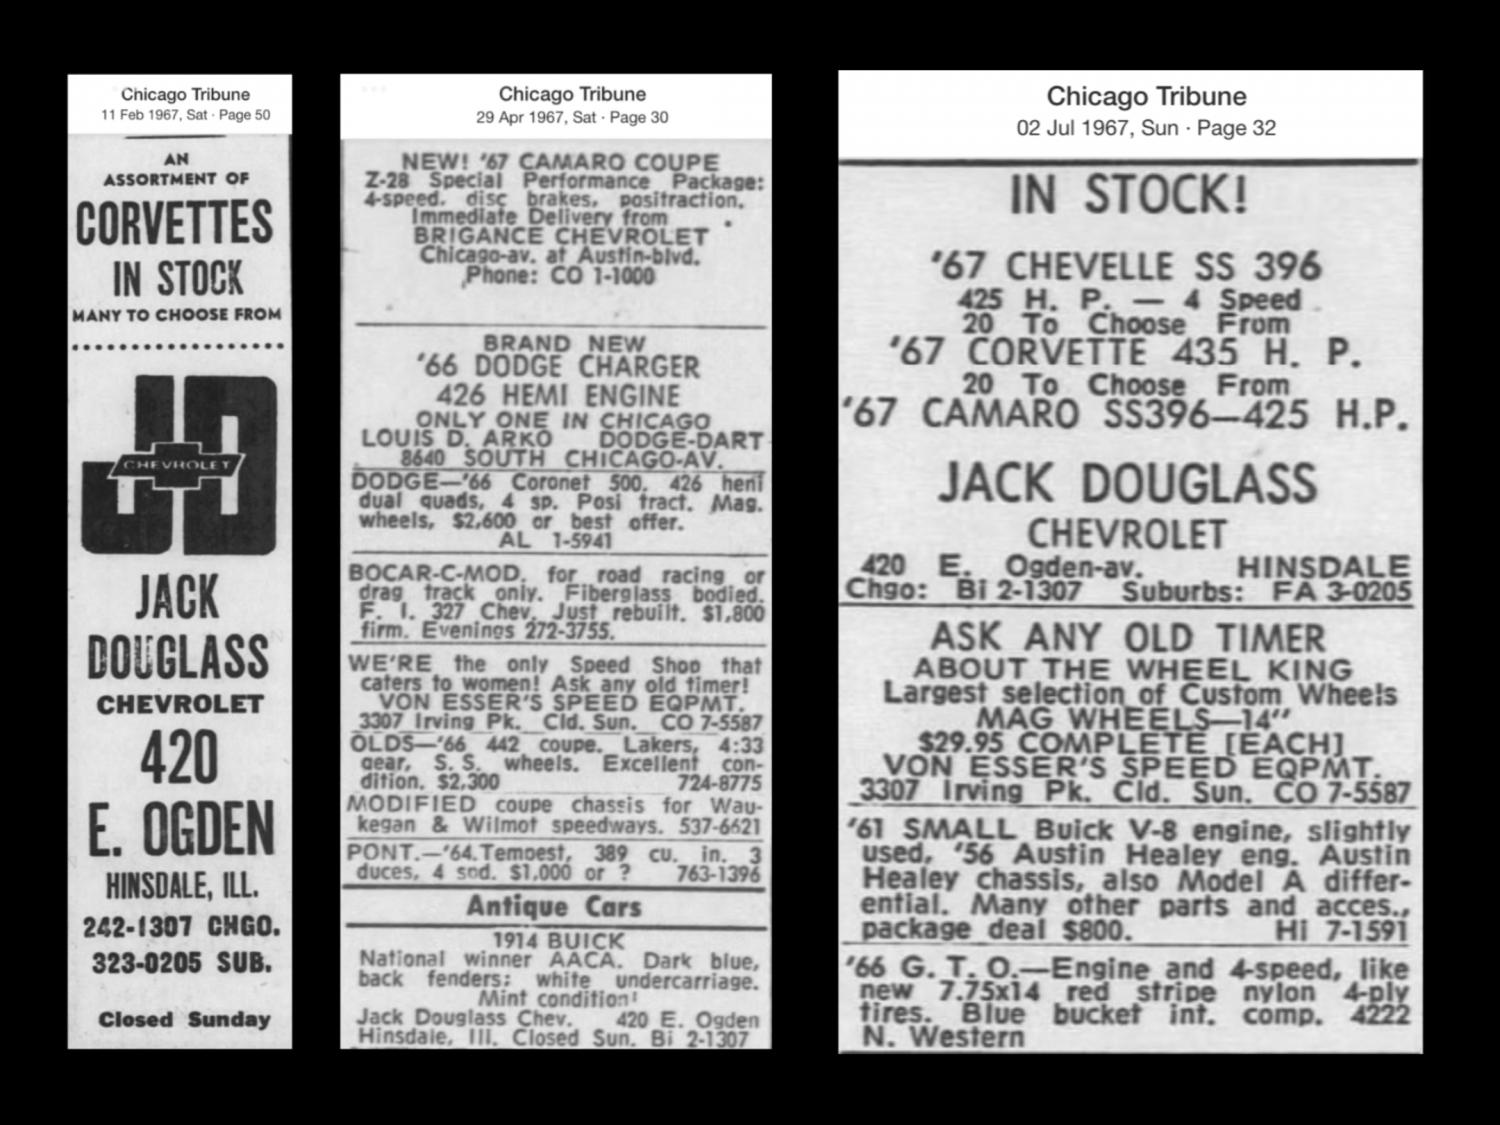 Chicago Tribune
11 Feb 1967, Sat · Page 50
AN
ASSORTMENT OF
CORVETTES
IN STOCK
MANY TO CHOOSE FROM
JD
CHEVROLET
JACK
DOUGLASS
CHEVROLET
420
E. OGDEN
HINSDALE, ILL.
242-1307 CHGO.
323-0205 SUB.
Closed Sunday
Chicago Tribune
29 Apr 1967, Sat · Page 30
NEW! '67 CAMARO COUPE
Z-28 Special Performance Package:
4-speed, disc brakes, positraction.
Immediate Delivery from
BRIGANCE CHEVROLET
Chicago-av. at Austin-blvd.
Phone: CO 1-1000
BRAND NEW
'66 DODGE CHARGER
426 HEMI ENGINE
ONLY ONE IN CHICAGO
LOUIS D. ARKO DODGE-DART
8640 SOUTH CHICAGO-AV.
DODGE—'66 Coronet 500. 426 hemi
dual quads, 4 sp. Posi tract. Mag.
wheels, $2,600 or best offer.
AL 1-5941
BOCAR-C-MOD. for road racing or
drag track only. Fiberglass bodied.
F. I. 327 Chev. Just rebuilt. $1,800
firm. Evenings 272-3755.
WE'RE the only Speed Shop that
caters to women! Ask any old timer!
VON ESSER'S SPEED EQPMT.
3307 Irving Pk. Cld. Sun. CO 7-5587
OLDS—'66 442 coupe. Lakers, 4:33
gear, S. S. wheels. Excellent con-
dition. $2,300 724-8775
MODIFIED coupe chassis for Wau-
kegan & Wilmot speedways. 537-6621
PONT.—'64. Tempest, 389 cu. in. 3
duces, 4 spd. $1,000 or ? 763-1396
Antique Cars
1914 BUICK
National winner AACA. Dark blue,
back fenders; white undercarriage.
Mint condition!
Jack Douglass Chev. 420 E. Ogden
Hinsdale, Ill. Closed Sun. Bi 2-1307
Chicago Tribune
02 Jul 1967, Sun · Page 32
IN STOCK!
'67 CHEVELLE SS 396
425 H. P. — 4 Speed
20 To Choose From
'67 CORVETTE 435 H. P.
20 To Choose From
'67 CAMARO SS396—425 H.P.
JACK DOUGLASS
CHEVROLET
420 E. Ogden-av. HINSDALE
Chgo: Bi 2-1307 Suburbs: FA 3-0205
ASK ANY OLD TIMER
ABOUT THE WHEEL KING
Largest selection of Custom Wheels
MAG WHEELS—14"
$29.95 COMPLETE [EACH]
VON ESSER'S SPEED EQPMT.
3307 Irving Pk. Cld. Sun. CO 7-5587
'61 SMALL Buick V-8 engine, slightly
used, '56 Austin Healey eng. Austin
Healey chassis, also Model A differ-
ential. Many other parts and acces.,
package deal $800. Hi 7-1591
'66 G. T. O.—Engine and 4-speed, like
new 7.75x14 red stripe nylon 4-ply
tires. Blue bucket int. comp. 4222
N. Western